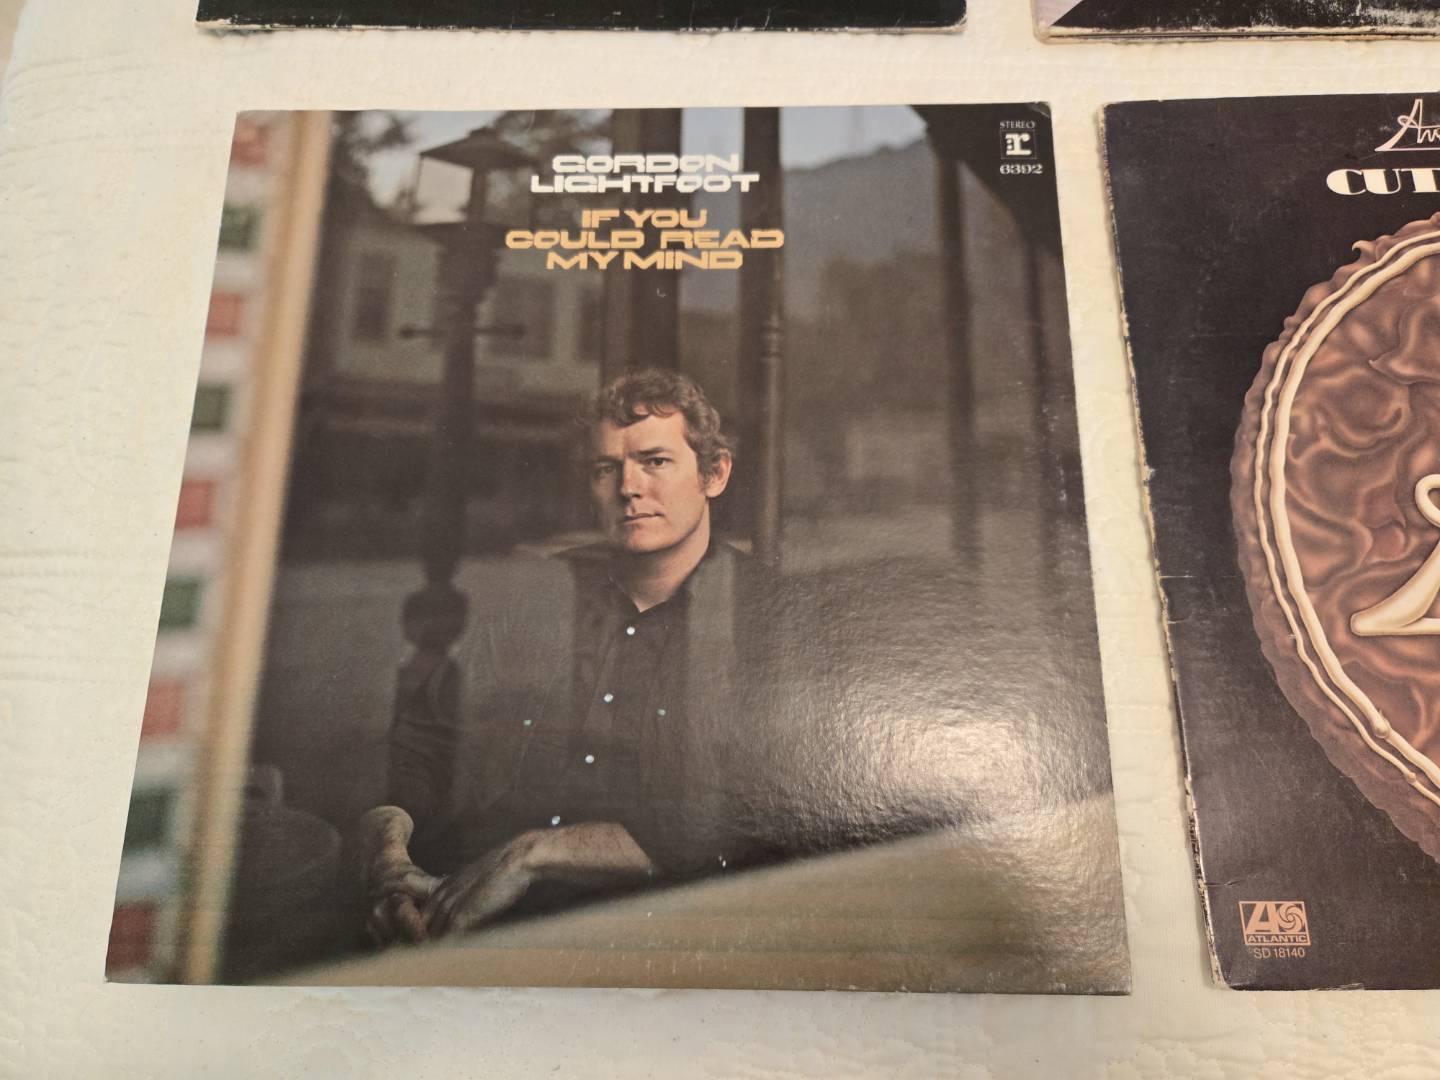 GORDON
LIGHTFOOT
IF YOU
COULD READ
MY MIND
STEREO
r
6392
CUT
ATLANTIC
SD 18140